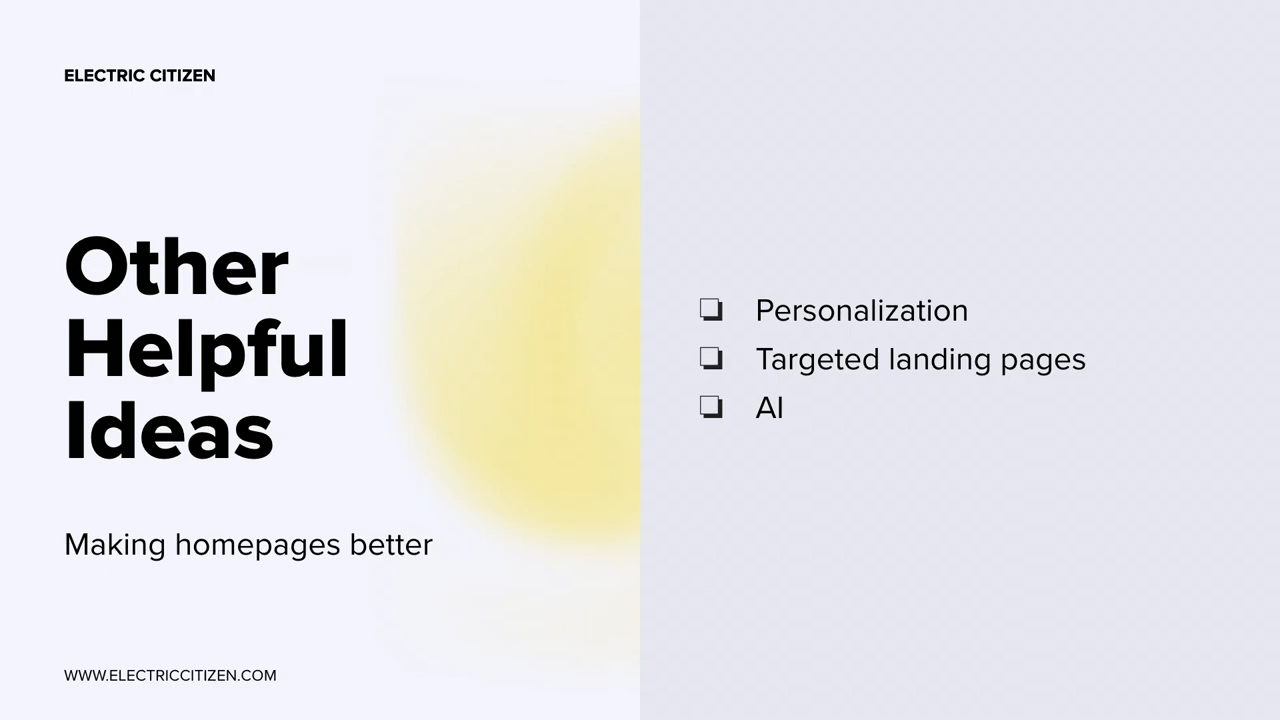 ELECTRIC CITIZEN
Other
Helpful
Ideas
Making homepages better
WWW.ELECTRICCITIZEN.COM
❏ Personalization
❏ Targeted landing pages
❏ AI